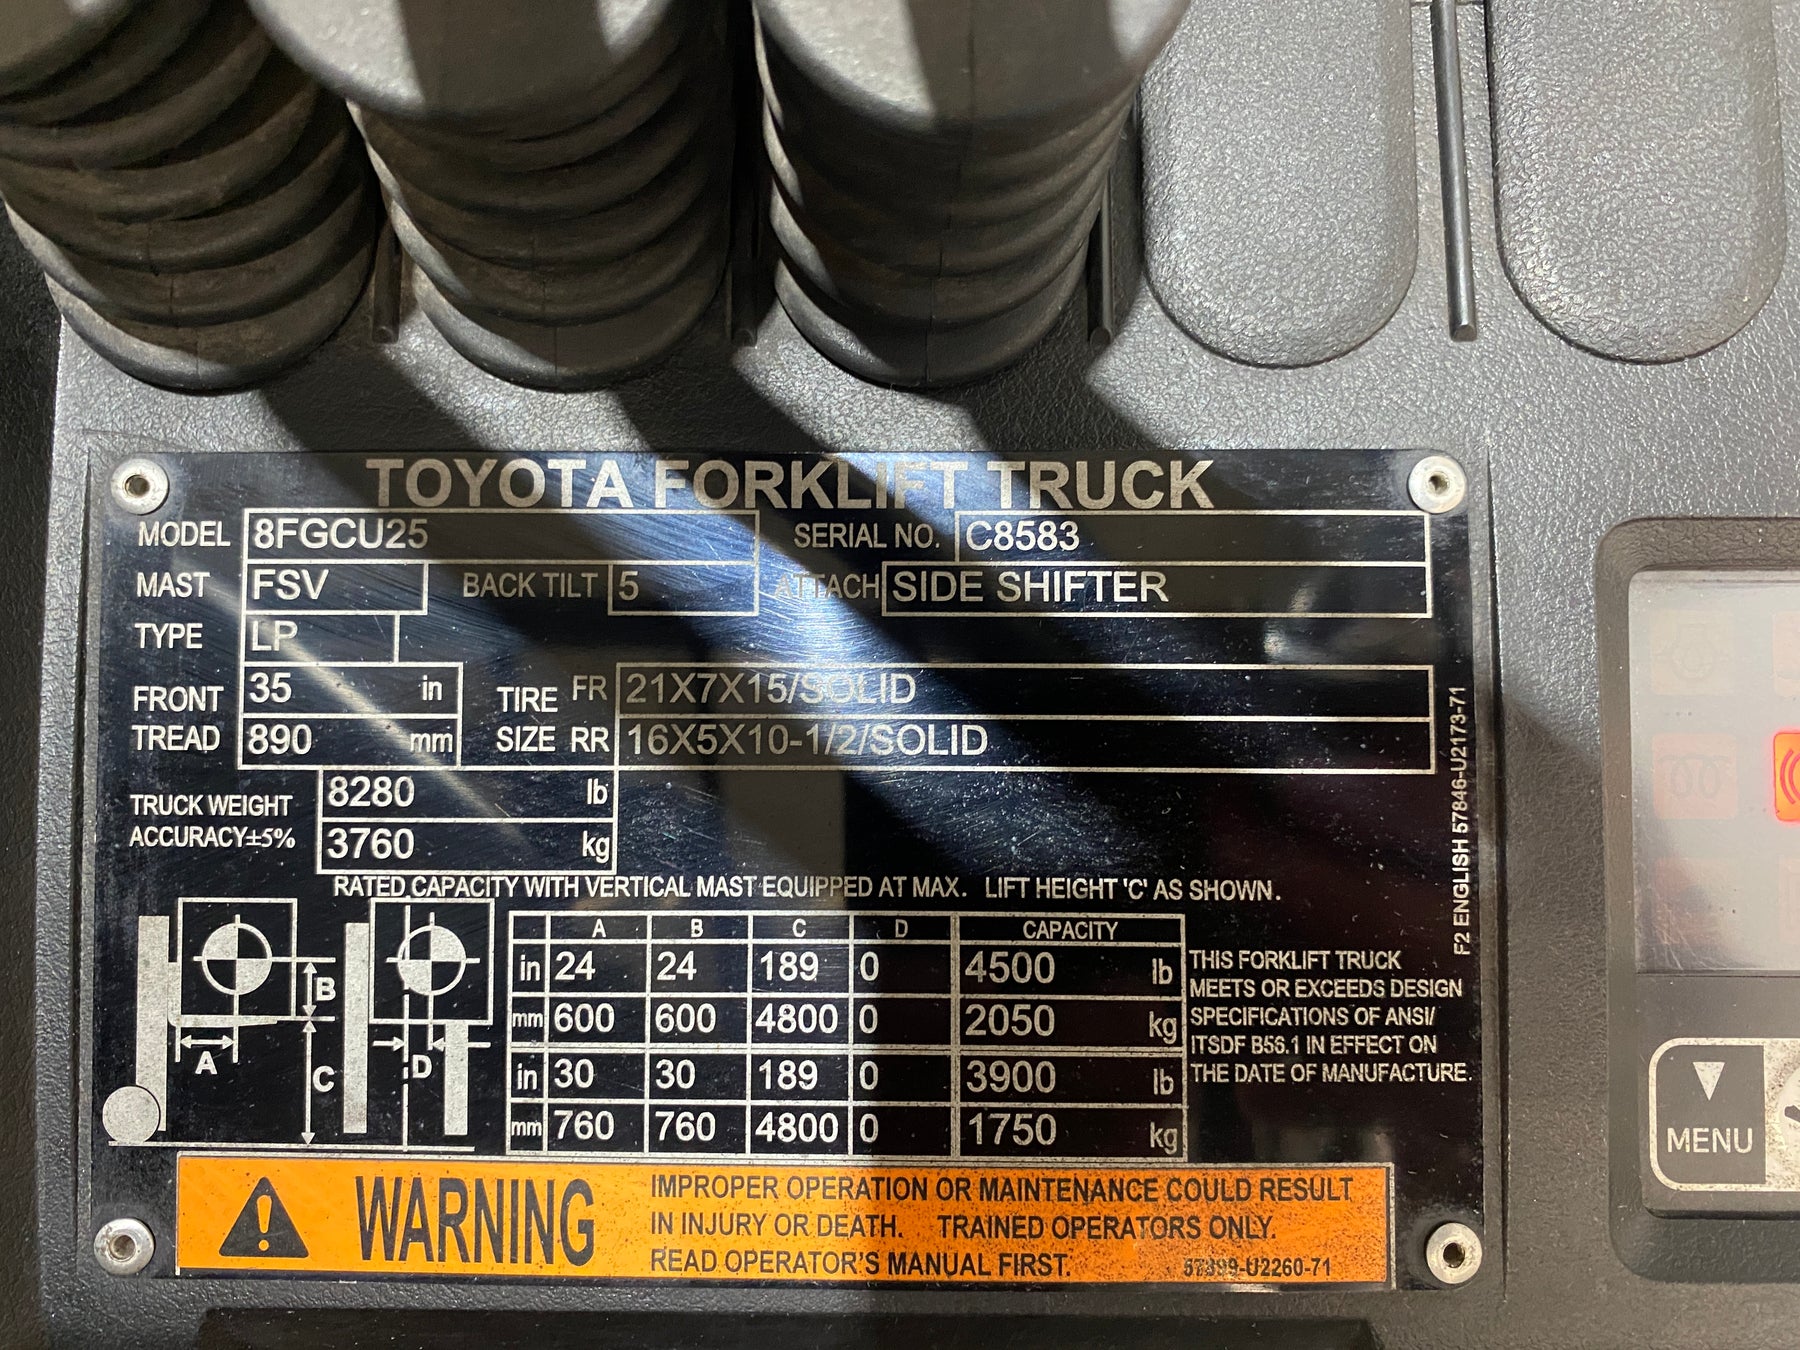 TOYOTA FORKLIFT TRUCK
MODEL 8FGCU25 SERIAL NO. C8583
MAST FSV BACK TILT 5 ATTACH SIDE SHIFTER
TYPE LP
FRONT TREAD 35 in TIRE SIZE FR 21X7X15/SOLID
890 mm RR 16X5X10-1/2/SOLID
TRUCK WEIGHT 8280 lb
ACCURACY±5% 3760 kg
RATED CAPACITY WITH VERTICAL MAST EQUIPPED AT MAX. LIFT HEIGHT 'C' AS SHOWN.
A B C D CAPACITY
in 24 24 189 0 4500 lb
mm 600 600 4800 0 2050 kg
in 30 30 189 0 3900 lb
mm 760 760 4800 0 1750 kg
B
A
C
D
THIS FORKLIFT TRUCK
MEETS OR EXCEEDS DESIGN
SPECIFICATIONS OF ANSI/
ITSDF B56.1 IN EFFECT ON
THE DATE OF MANUFACTURE.
F2 ENGLISH 57846-U2173-71
WARNING
IMPROPER OPERATION OR MAINTENANCE COULD RESULT
IN INJURY OR DEATH. TRAINED OPERATORS ONLY.
READ OPERATOR'S MANUAL FIRST.
MENU